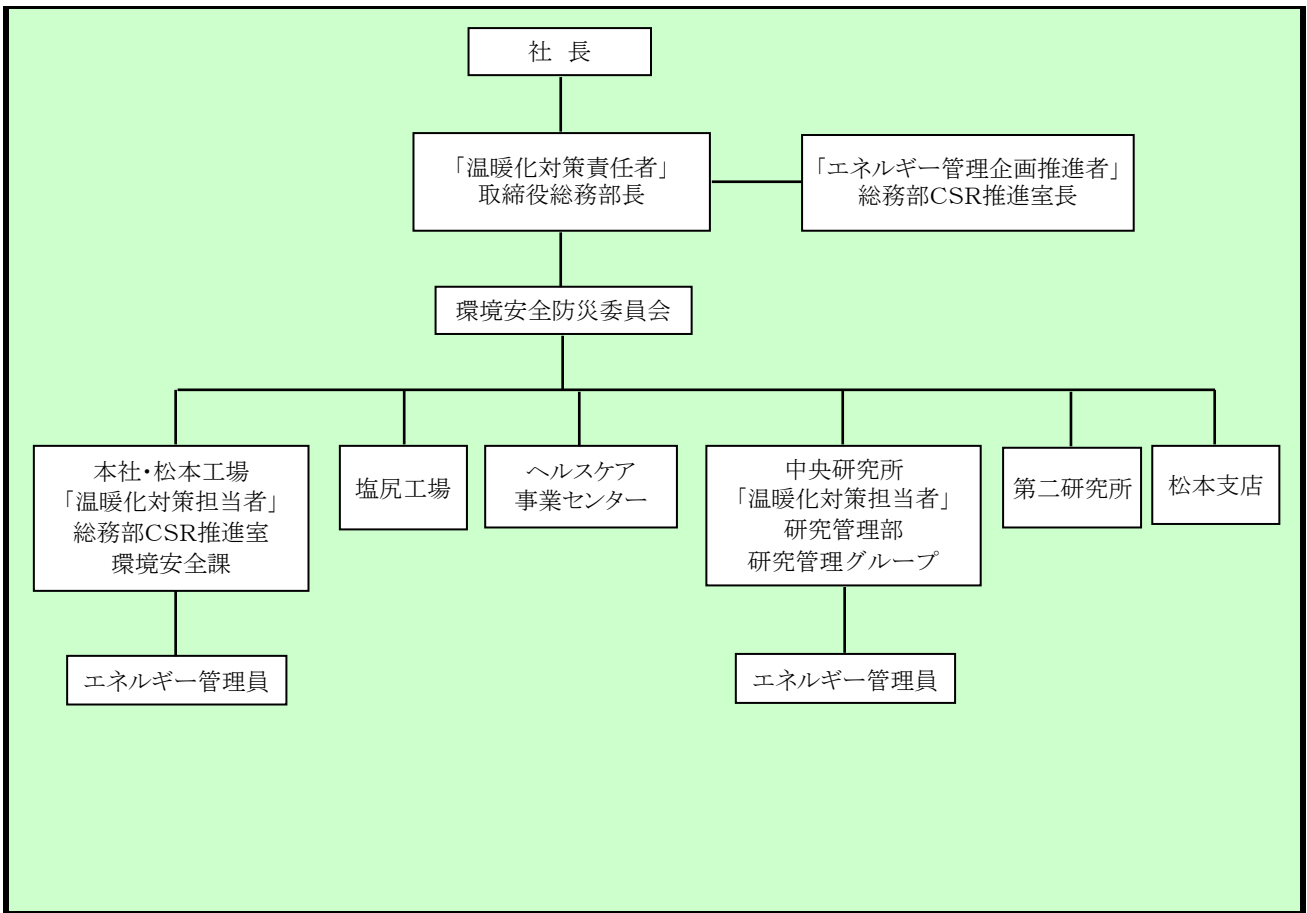 社 長
「温暖化対策責任者」
取締役総務部長
「エネルギー管理企画推進者」
総務部CSR推進室長
環境安全防災委員会
本社・松本工場
「温暖化対策担当者」
総務部CSR推進室
環境安全課
塩尻工場
ヘルスケア
事業センター
中央研究所
「温暖化対策担当者」
研究管理部
研究管理グループ
第二研究所
松本支店
エネルギー管理員
エネルギー管理員